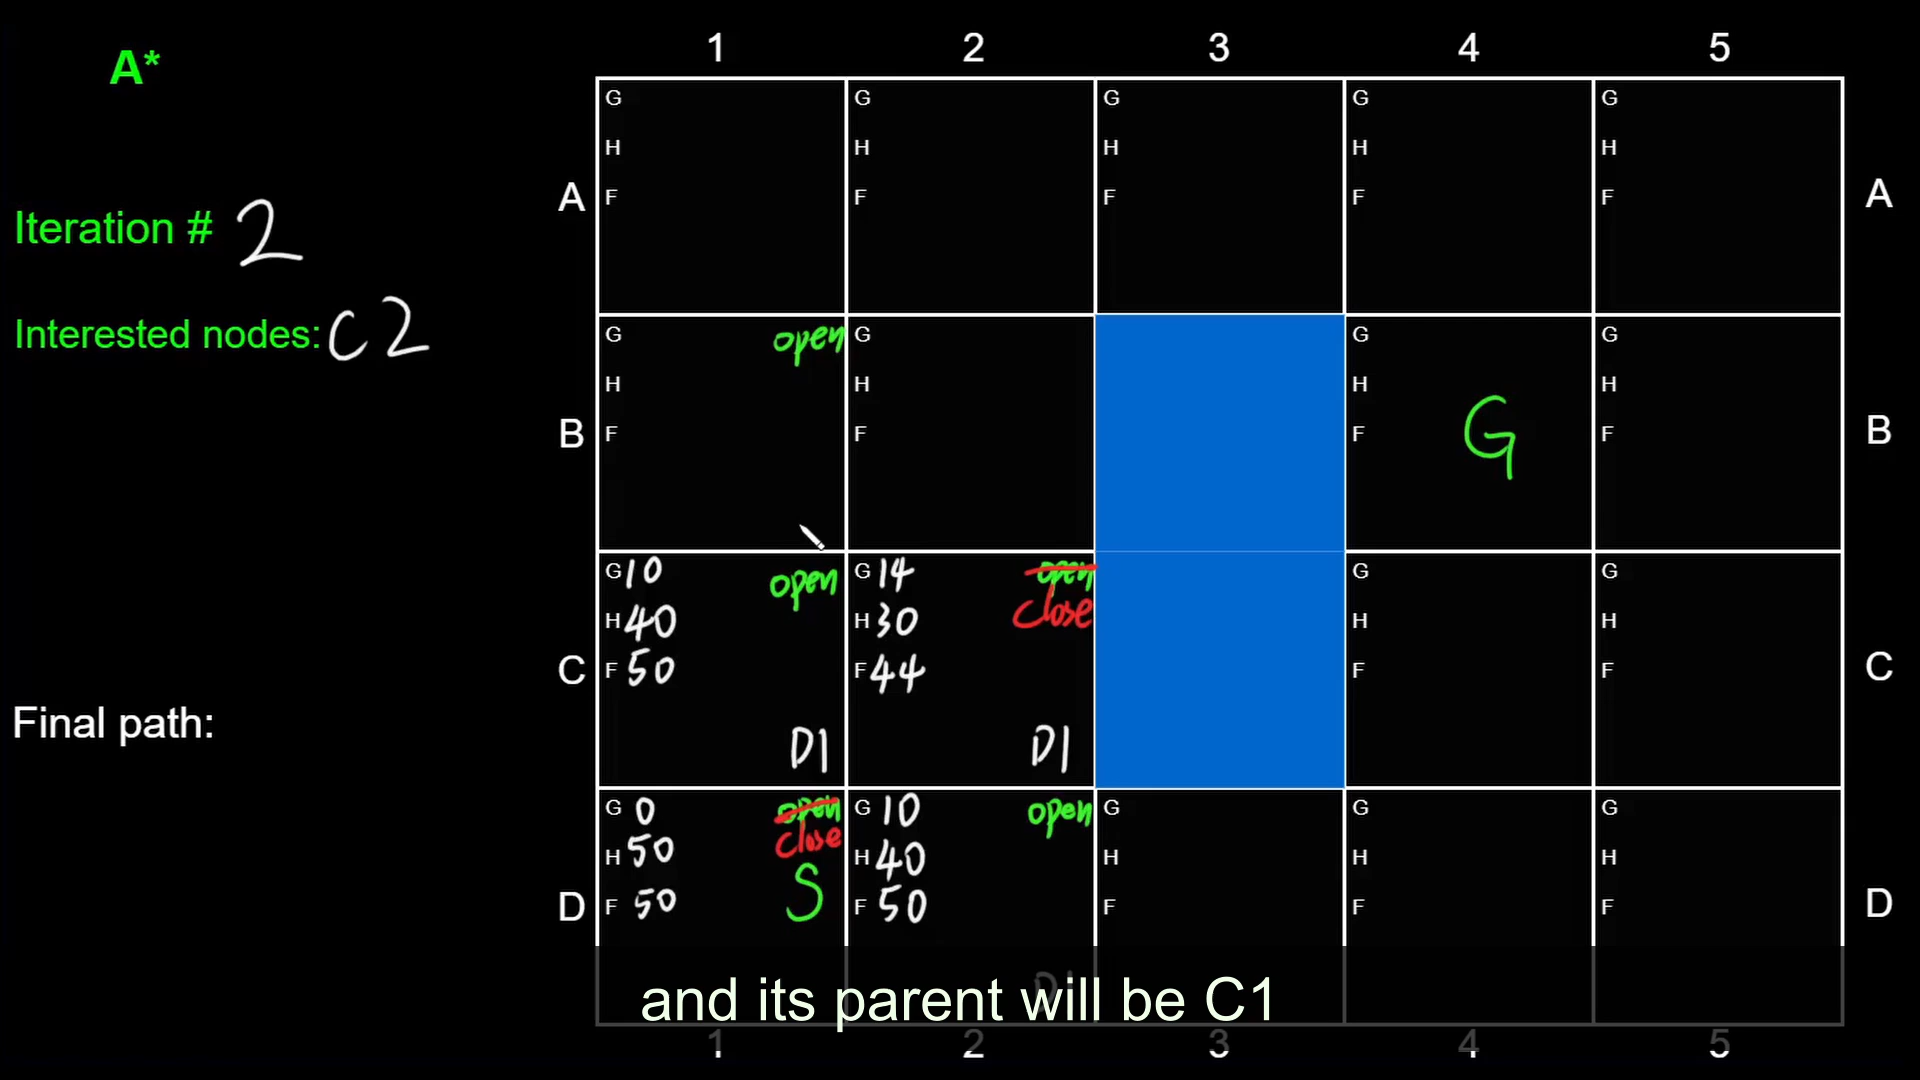 1 2 3 4 5
A*
G G G G G
H H H H H
A F F F F F A
Iteration # 2
Interested nodes: C2
G open G G G
H H H H
B F F F G F B
G 10 open G 14 open G G
H 40 H 30 close H H
C F 50 F 44 F F C
Final path:
D1 D1
G 0 open G 10 open G G G
close
H 50 H 40 H H H
S
D F 50 F 50 F F F D
D1
and its parent will be C1
1 2 3 4 5